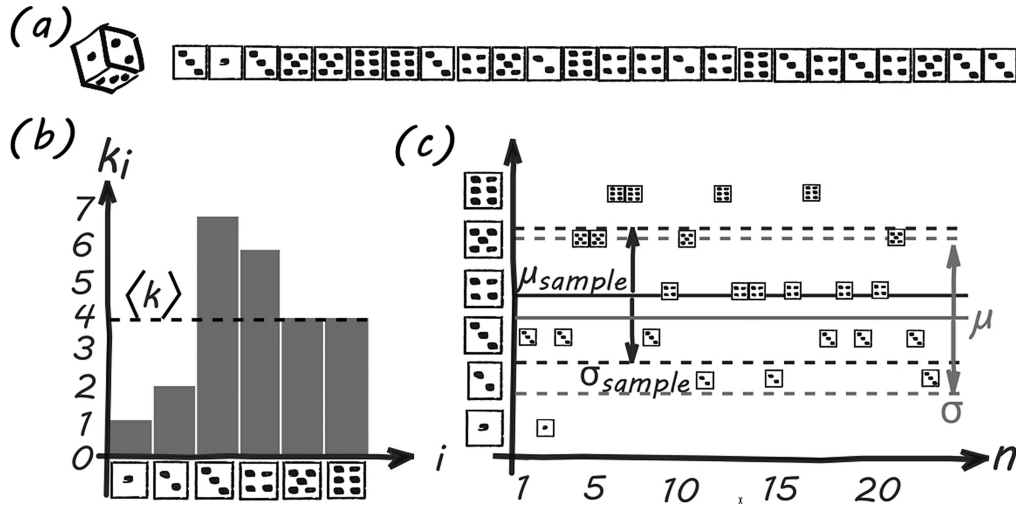 (a)
(b)
k_i
7
6
5
4
3
2
1
0
⟨k⟩
i
(c)
μ_sample
μ
σ_sample
σ
1 5 10 x 15 20
n